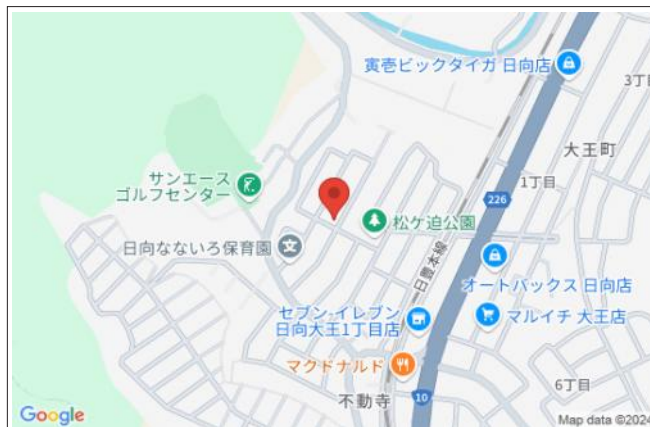 寅壱ビックタイガ 日向店
3丁目
大王町
サンエース
ゴルフセンター
1丁目
226
松ケ迫公園
日向なないろ保育園
日豊本線
オートバックス 日向店
セブン-イレブン
日向大王1丁目店
マルイチ 大王店
マクドナルド
6丁目
不動寺
10
Google
Map data ©2024